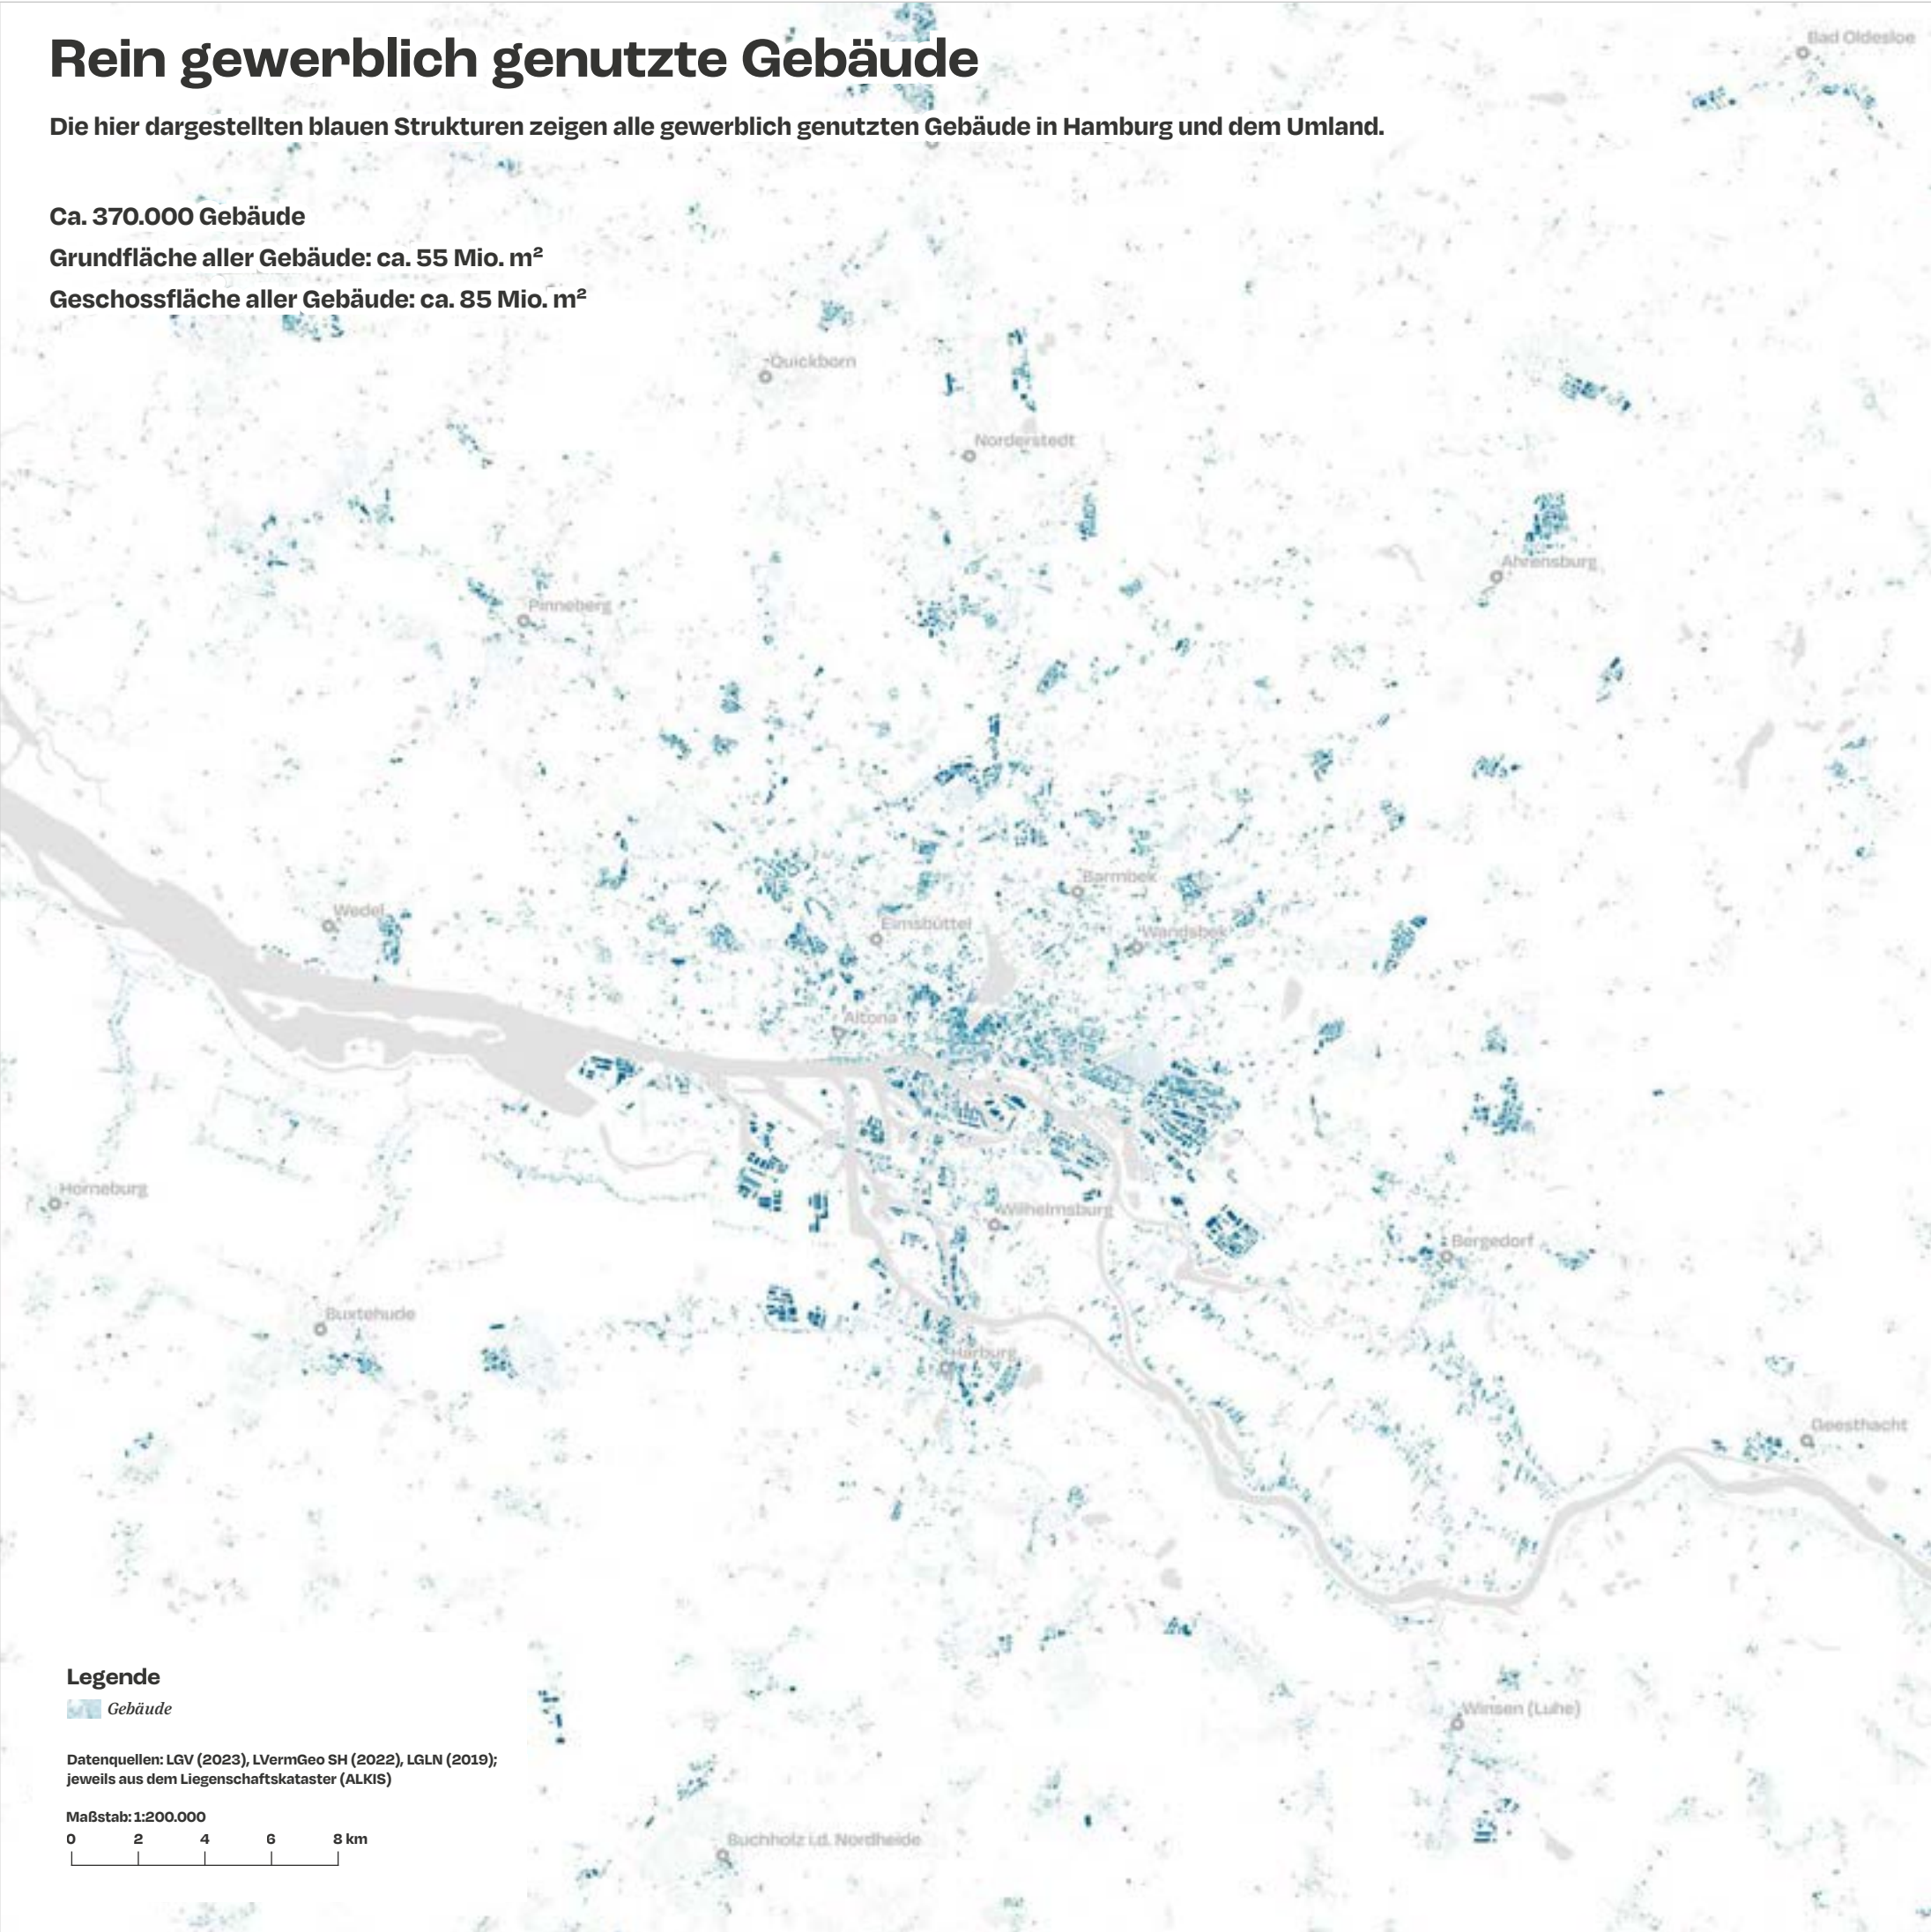 Rein gewerblich genutzte Gebäude
Die hier dargestellten blauen Strukturen zeigen alle gewerblich genutzten Gebäude in Hamburg und dem Umland.
Ca. 370.000 Gebäude
Grundfläche aller Gebäude: ca. 55 Mio. m²
Geschossfläche aller Gebäude: ca. 85 Mio. m²
Bad Oldesloe
Quickborn
Norderstedt
Ahrensburg
Pinneberg
Barmbek
Wedel
Eimsbüttel
Wandsbek
Altona
Horneburg
Wilhelmsburg
Bergedorf
Buxtehude
Harburg
Geesthacht
Winsen (Luhe)
Buchholz i.d. Nordheide
Legende
Gebäude
Datenquellen: LGV (2023), LVermGeo SH (2022), LGLN (2019);
jeweils aus dem Liegenschaftskataster (ALKIS)
Maßstab: 1:200.000
0 2 4 6 8 km